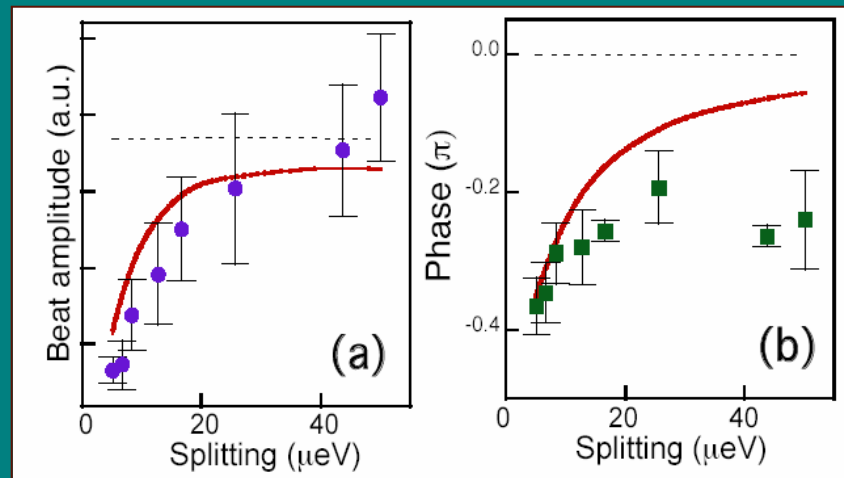 Beat amplitude (a.u.)
(a)
0
20
40
Splitting (μeV)
0.0
-0.2
-0.4
Phase (π)
(b)
0
20
40
Splitting (μeV)